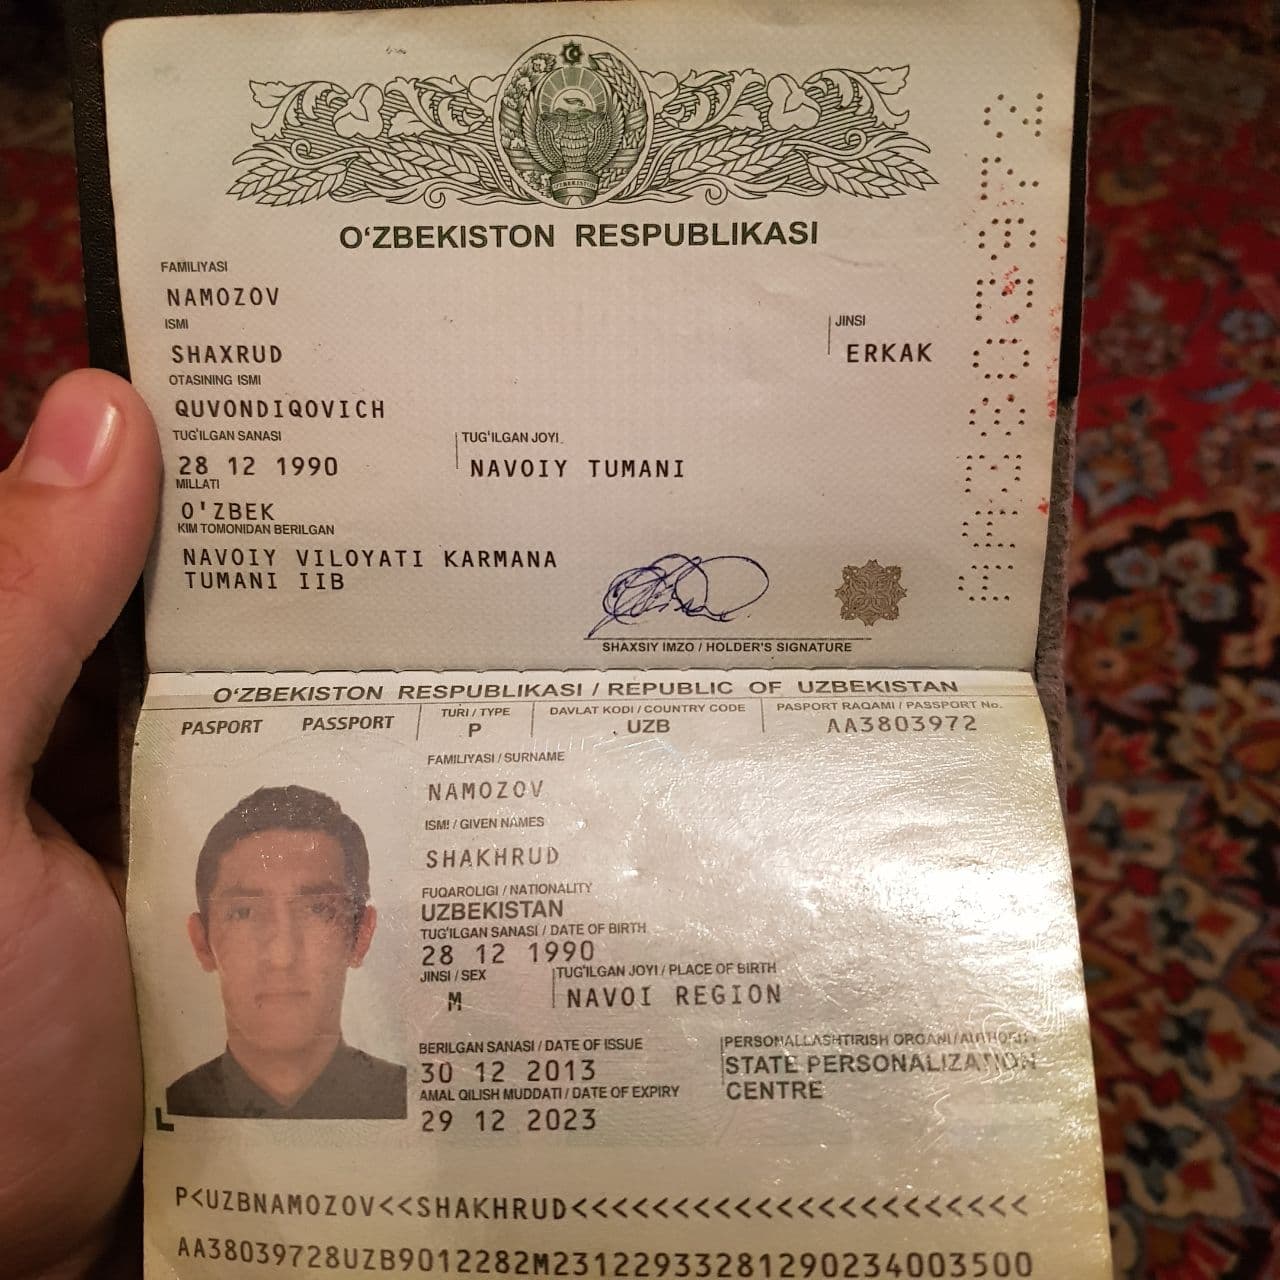 UZBEKISTON
O‘ZBEKISTON RESPUBLIKASI
FAMILIYASI
NAMOZOV
ISMI
SHAXRUD
JINSI
ERKAK
OTASINING ISMI
QUVONDIQOVICH
TUG'ILGAN SANASI
28 12 1990
TUG'ILGAN JOYI
NAVOIY TUMANI
MILLATI
O'ZBEK
KIM TOMONIDAN BERILGAN
NAVOIY VILOYATI KARMANA
TUMANI IIB
SHAXSIY IMZO / HOLDER'S SIGNATURE
O‘ZBEKISTON RESPUBLIKASI / REPUBLIC OF UZBEKISTAN
PASPORT PASSPORT
TURI / TYPE
P
DAVLAT KODI / COUNTRY CODE
UZB
PASPORT RAQAMI / PASSPORT No.
AA3803972
FAMILIYASI / SURNAME
NAMOZOV
ISMI / GIVEN NAMES
SHAKHRUD
FUQAROLIGI / NATIONALITY
UZBEKISTAN
TUG'ILGAN SANASI / DATE OF BIRTH
28 12 1990
JINSI / SEX
M
TUG'ILGAN JOYI / PLACE OF BIRTH
NAVOI REGION
BERILGAN SANASI / DATE OF ISSUE
30 12 2013
PERSONALLASHTIRISH ORGANI / AUTHORITY
STATE PERSONALIZATION
CENTRE
AMAL QILISH MUDDATI / DATE OF EXPIRY
29 12 2023
P<UZBNAMOZOV<<SHAKHRUD<<<<<<<<<<<<<<<<<<<<<<
AA38039728UZB9012282M23122933281290234003500